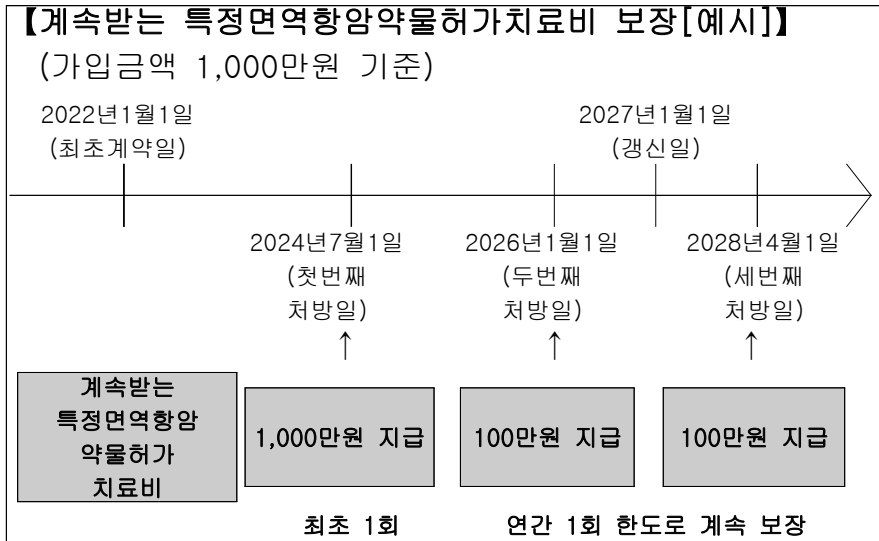 【계속받는 특정면역항암약물허가치료비 보장[예시]】
(가입금액 1,000만원 기준)
2022년1월1일
(최초계약일)
2027년1월1일
(갱신일)
2024년7월1일
(첫번째
처방일)
↑
2026년1월1일
(두번째
처방일)
↑
2028년4월1일
(세번째
처방일)
↑
계속받는
특정면역항암
약물허가
치료비
1,000만원 지급
100만원 지급
100만원 지급
최초 1회
연간 1회 한도로 계속 보장